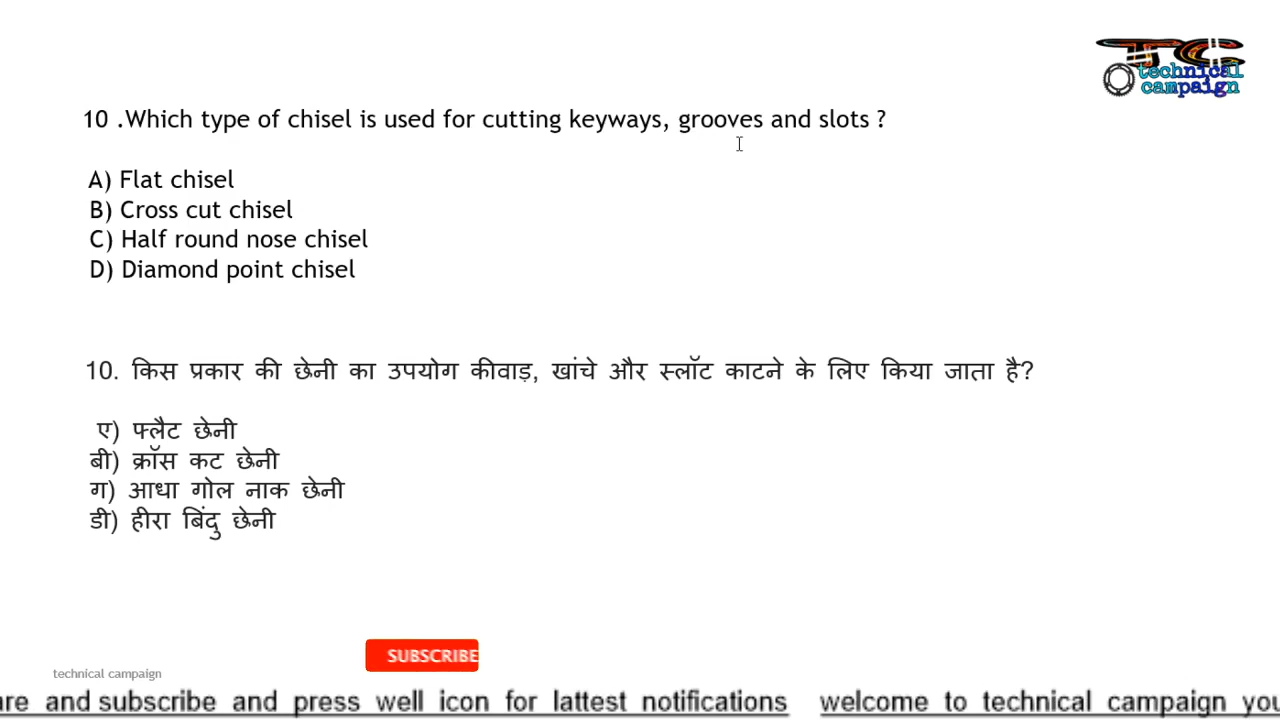 TC
technical
campaign
10 .Which type of chisel is used for cutting keyways, grooves and slots ?
A) Flat chisel
B) Cross cut chisel
C) Half round nose chisel
D) Diamond point chisel
10. किस प्रकार की छेनी का उपयोग कीवाड़, खांचे और स्लॉट काटने के लिए किया जाता है?
ए) फ्लैट छेनी
बी) क्रॉस कट छेनी
ग) आधा गोल नाक छेनी
डी) हीरा बिंदु छेनी
SUBSCRIBE
technical campaign
and subscribe and press well icon for lattest notifications welcome to technical campaign